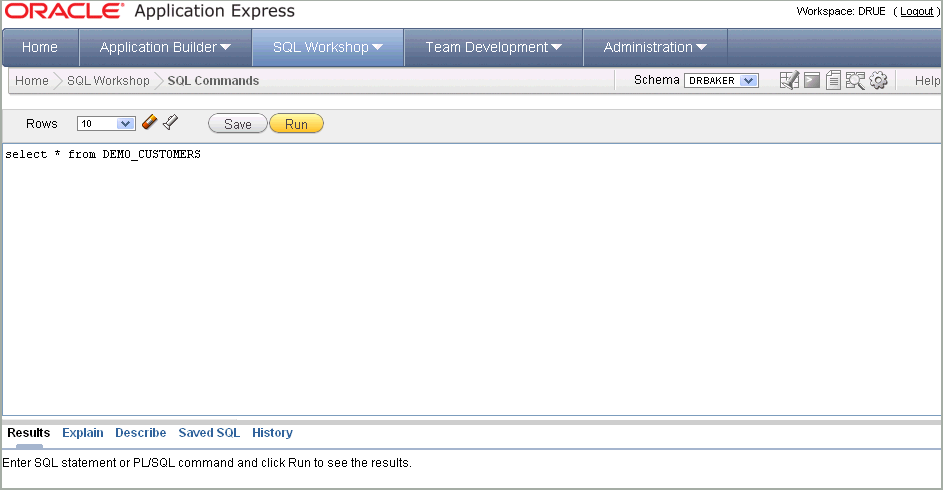 ORACLE Application Express
Workspace: DRUE ( Logout )
Home Application Builder SQL Workshop Team Development Administration
Home SQL Workshop SQL Commands Schema DRBAKER Help
Rows 10 Save Run
select * from DEMO_CUSTOMERS
Results Explain Describe Saved SQL History
Enter SQL statement or PL/SQL command and click Run to see the results.